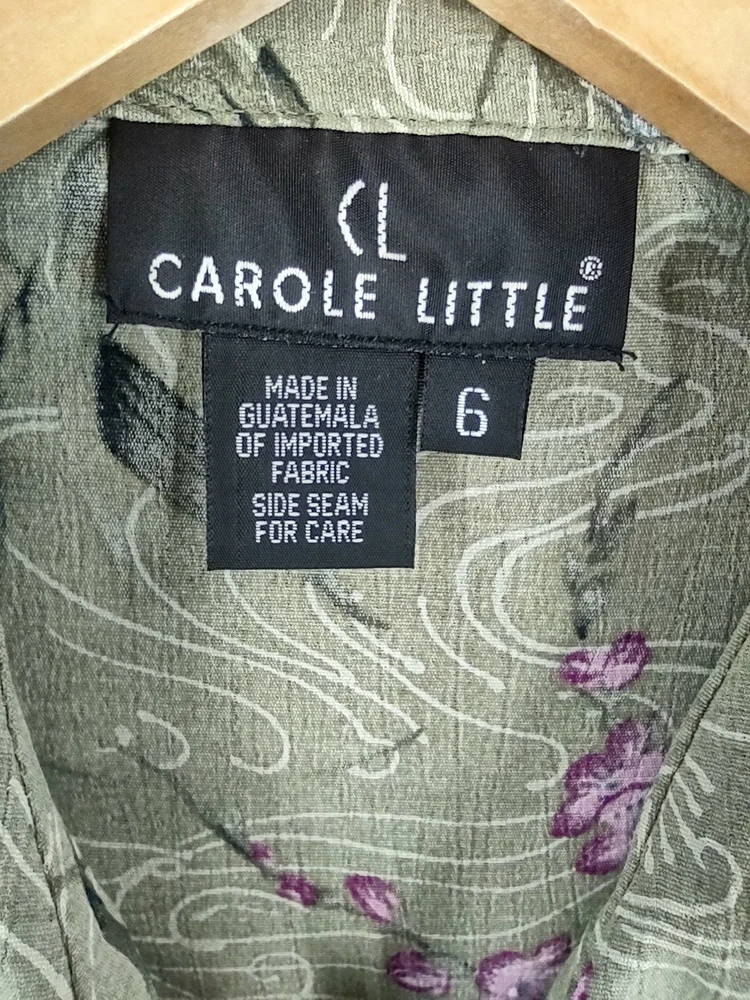 CL
CAROLE LITTLE®
MADE IN
GUATEMALA
OF IMPORTED
FABRIC
SIDE SEAM
FOR CARE
6